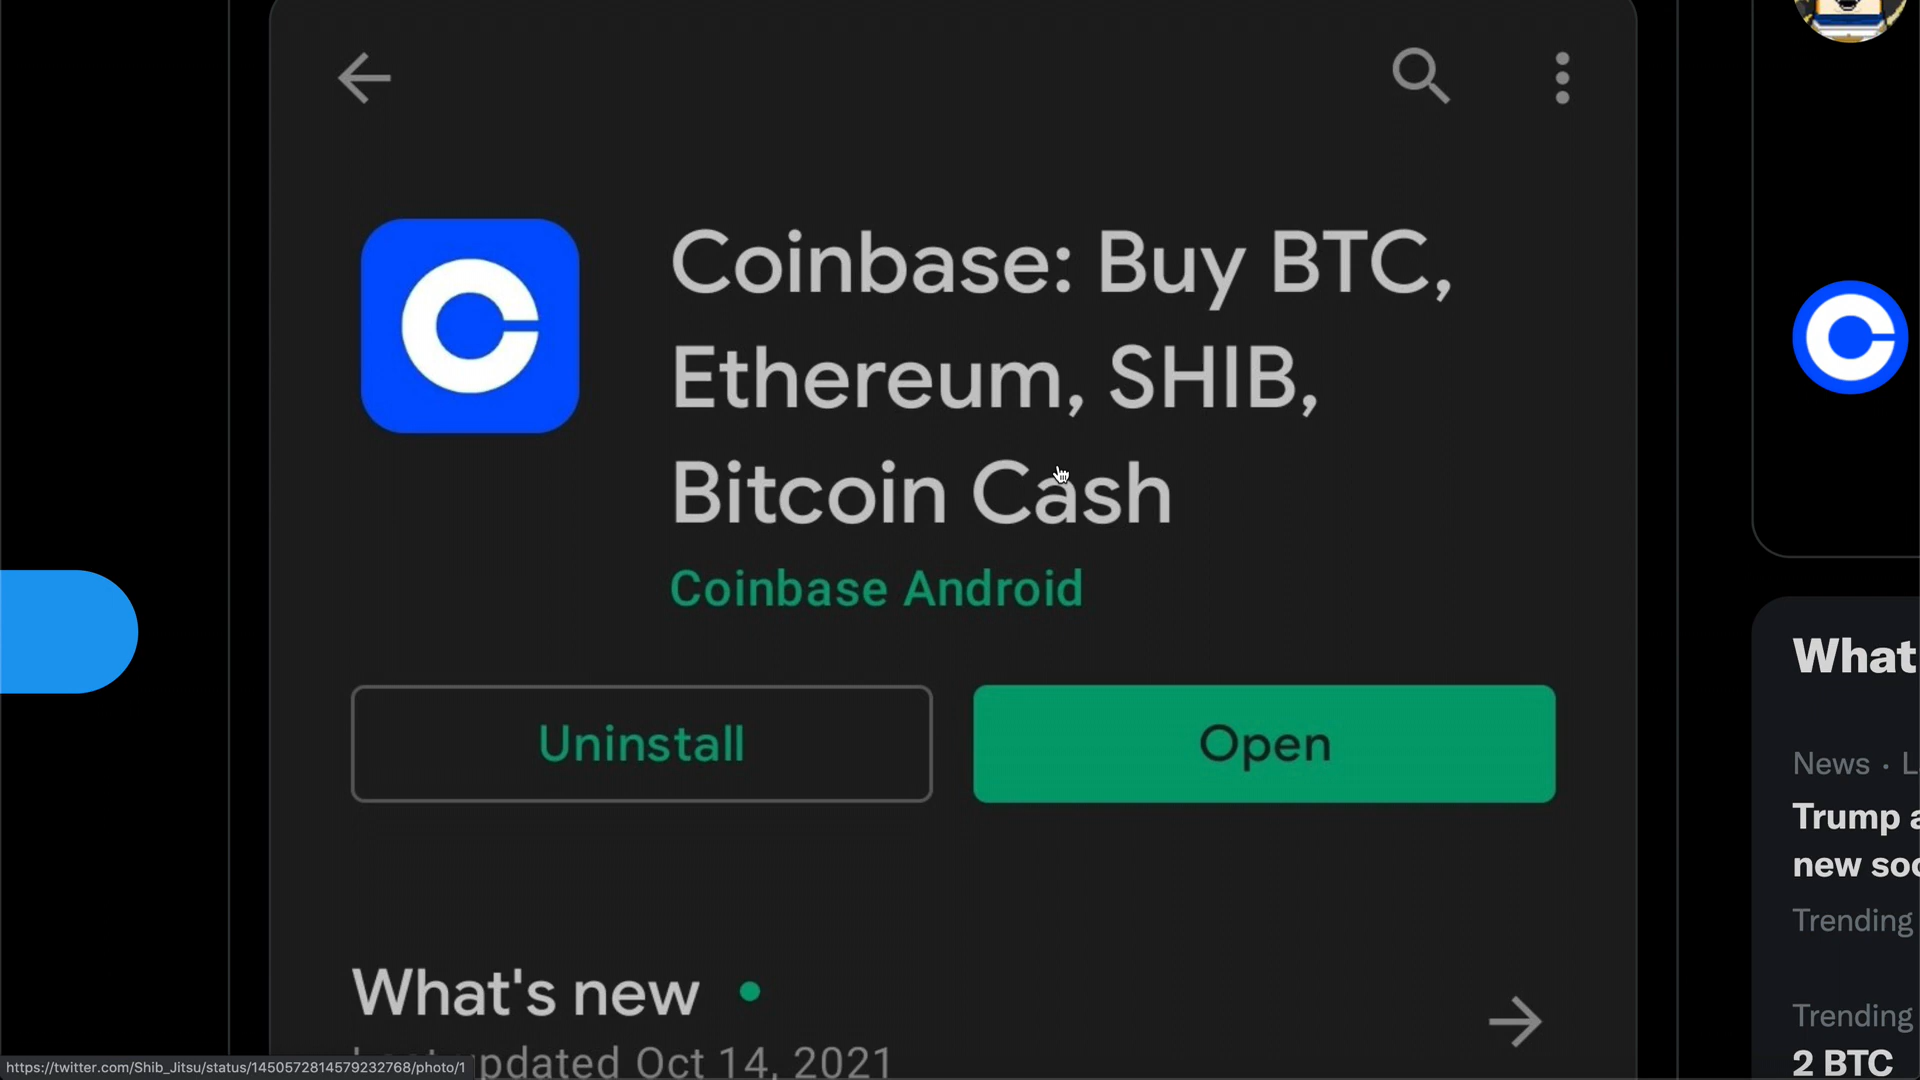 Coinbase: Buy BTC,
Ethereum, SHIB,
Bitcoin Cash
Coinbase Android
Uninstall
Open
What's new
updated Oct 14, 2021
https://twitter.com/Shib_Jitsu/status/1450572814579232768/photo/1
What
News · L
Trump a
new soc
Trending
Trending
2 BTC